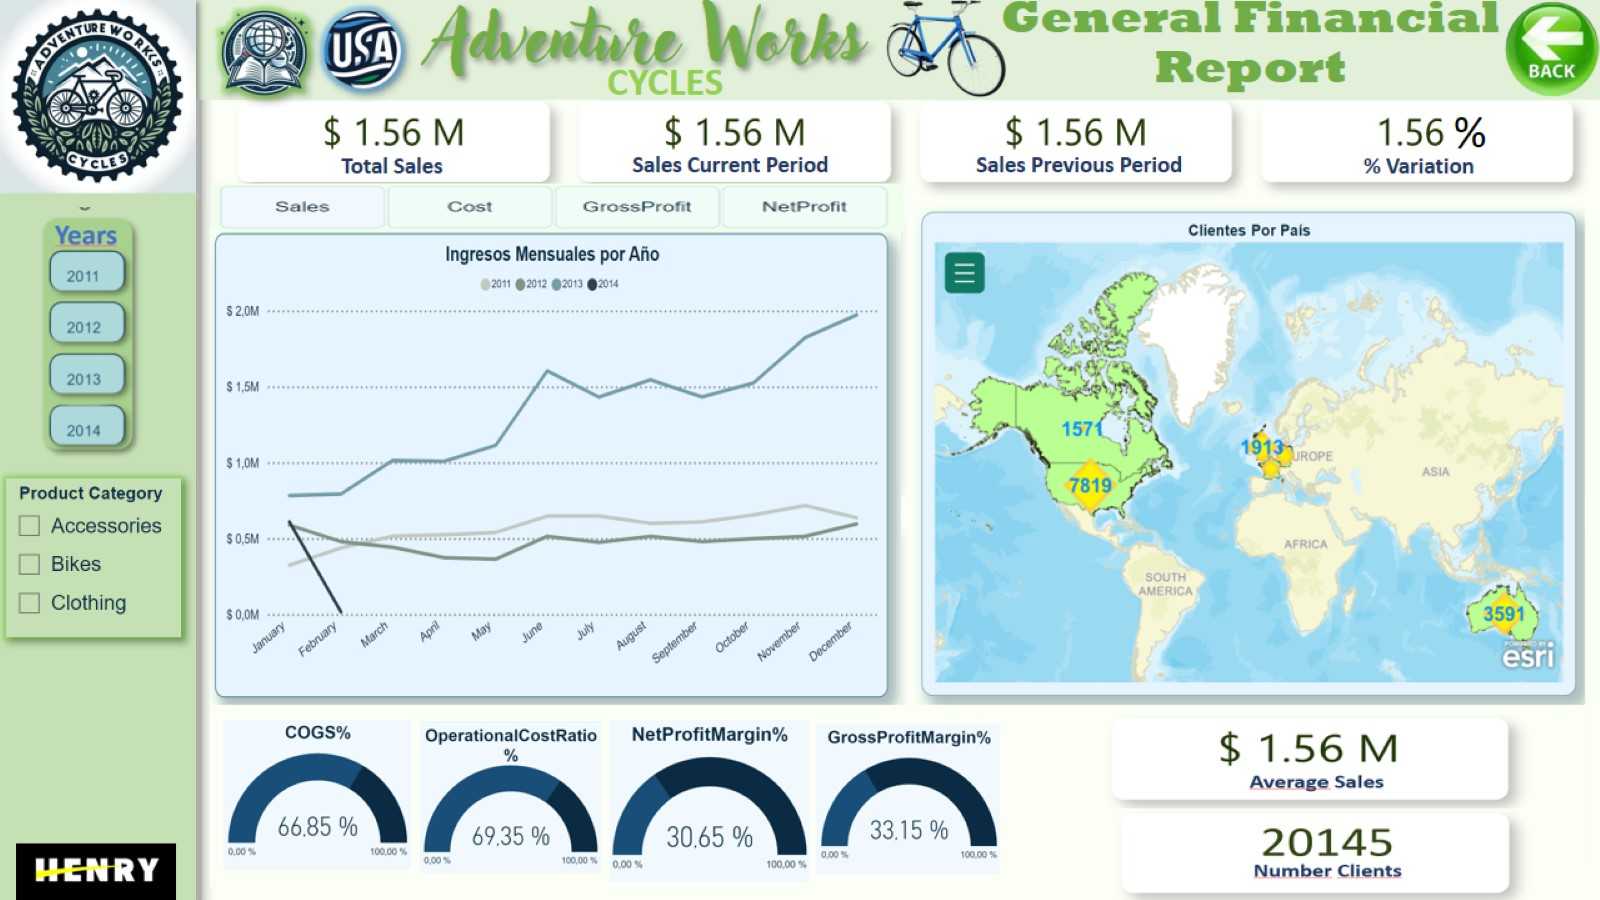 ADVENTURE WORKS
CYCLES
USA
Adventure Works
CYCLES
General Financial
Report
BACK
$ 1.56 M
Total Sales
$ 1.56 M
Sales Current Period
$ 1.56 M
Sales Previous Period
1.56 %
% Variation
Sales
Cost
GrossProfit
NetProfit
Years
2011
2012
2013
2014
Product Category
Accessories
Bikes
Clothing
HENRY
Ingresos Mensuales por Año
2011 2012 2013 2014
$ 2,0M
$ 1,5M
$ 1,0M
$ 0,5M
$ 0,0M
January
February
March
April
May
June
July
August
September
October
November
December
Clientes Por País
1571
7819
1913
UROPE
ASIA
AFRICA
SOUTH
AMERICA
3591
POWERED BY
esri
COGS%
66,85 %
0,00 %
100,00 %
OperationalCostRatio
%
69,35 %
0,00 %
100,00 %
NetProfitMargin%
30,65 %
0,00 %
100,00 %
GrossProfitMargin%
33,15 %
0,00 %
100,00 %
$ 1.56 M
Average Sales
20145
Number Clients